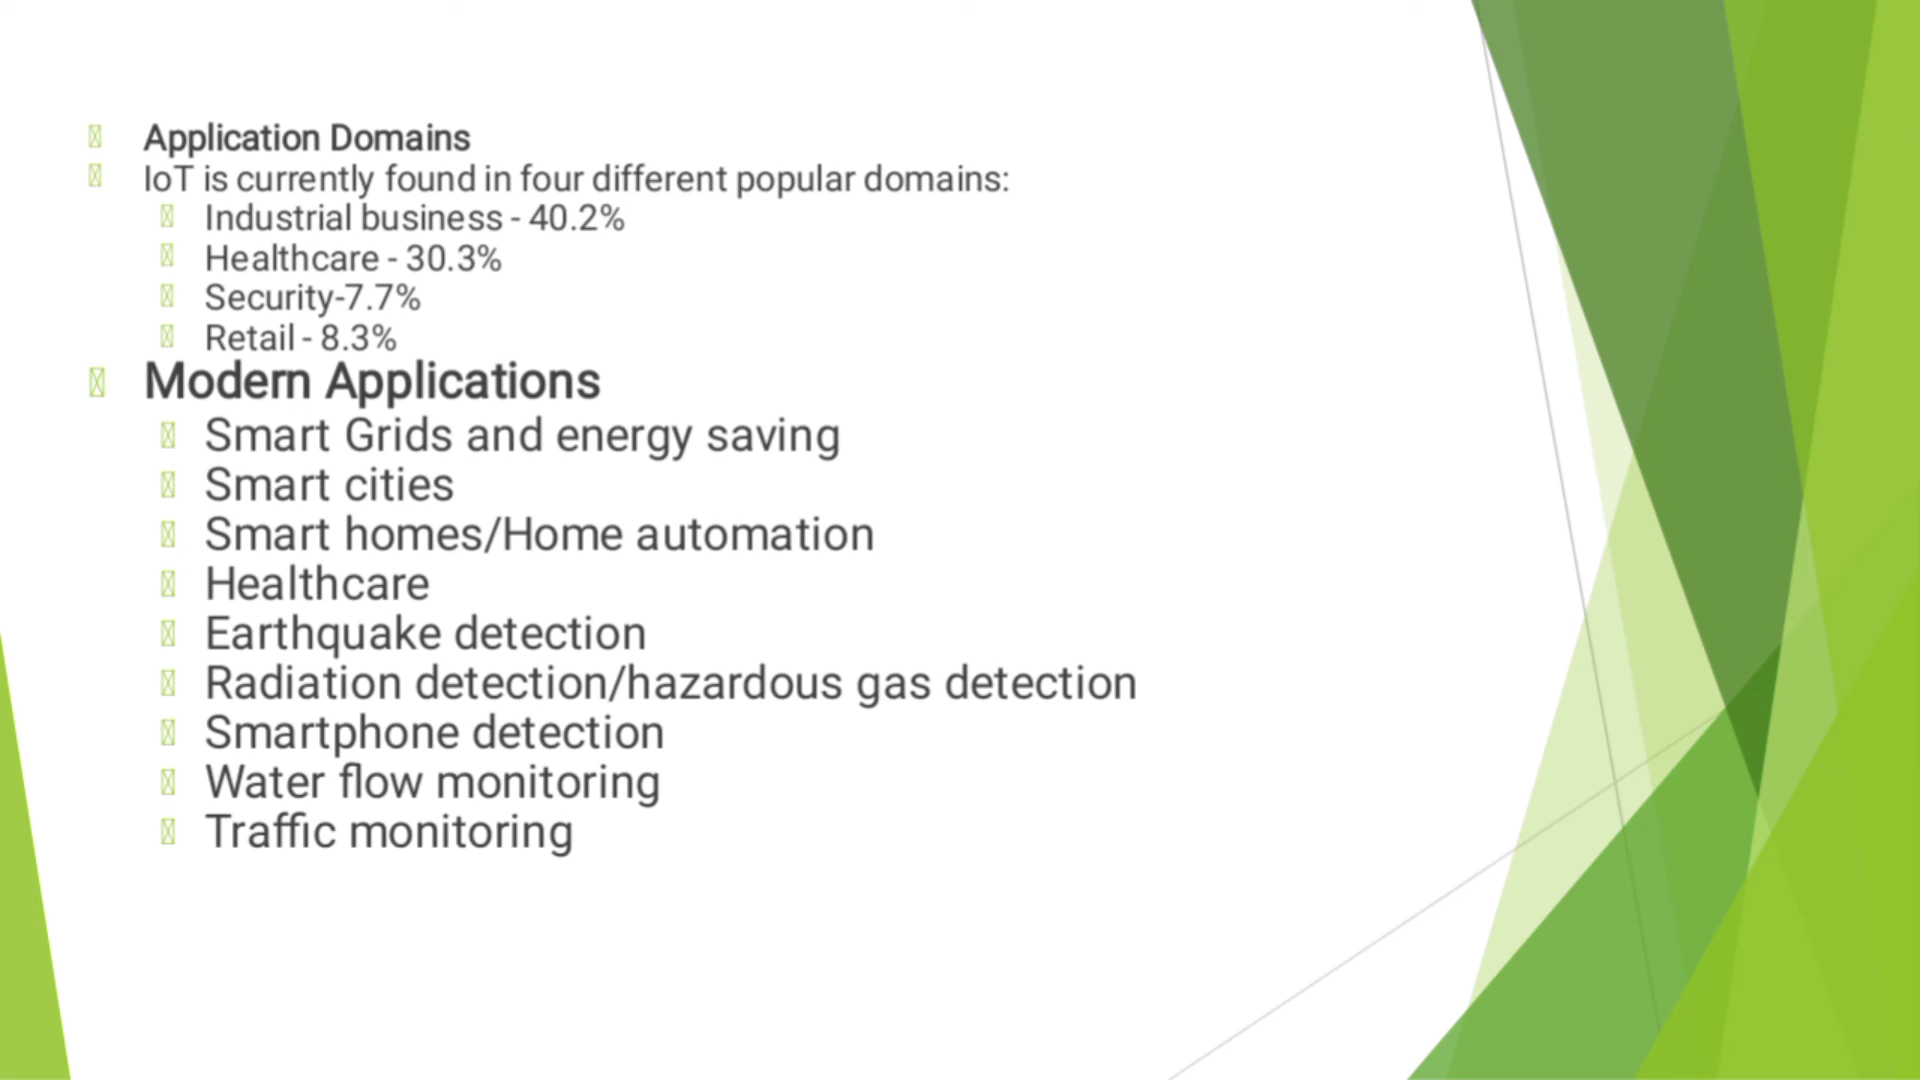 Application Domains
IoT is currently found in four different popular domains:
Industrial business - 40.2%
Healthcare - 30.3%
Security-7.7%
Retail - 8.3%
Modern Applications
Smart Grids and energy saving
Smart cities
Smart homes/Home automation
Healthcare
Earthquake detection
Radiation detection/hazardous gas detection
Smartphone detection
Water flow monitoring
Traffic monitoring